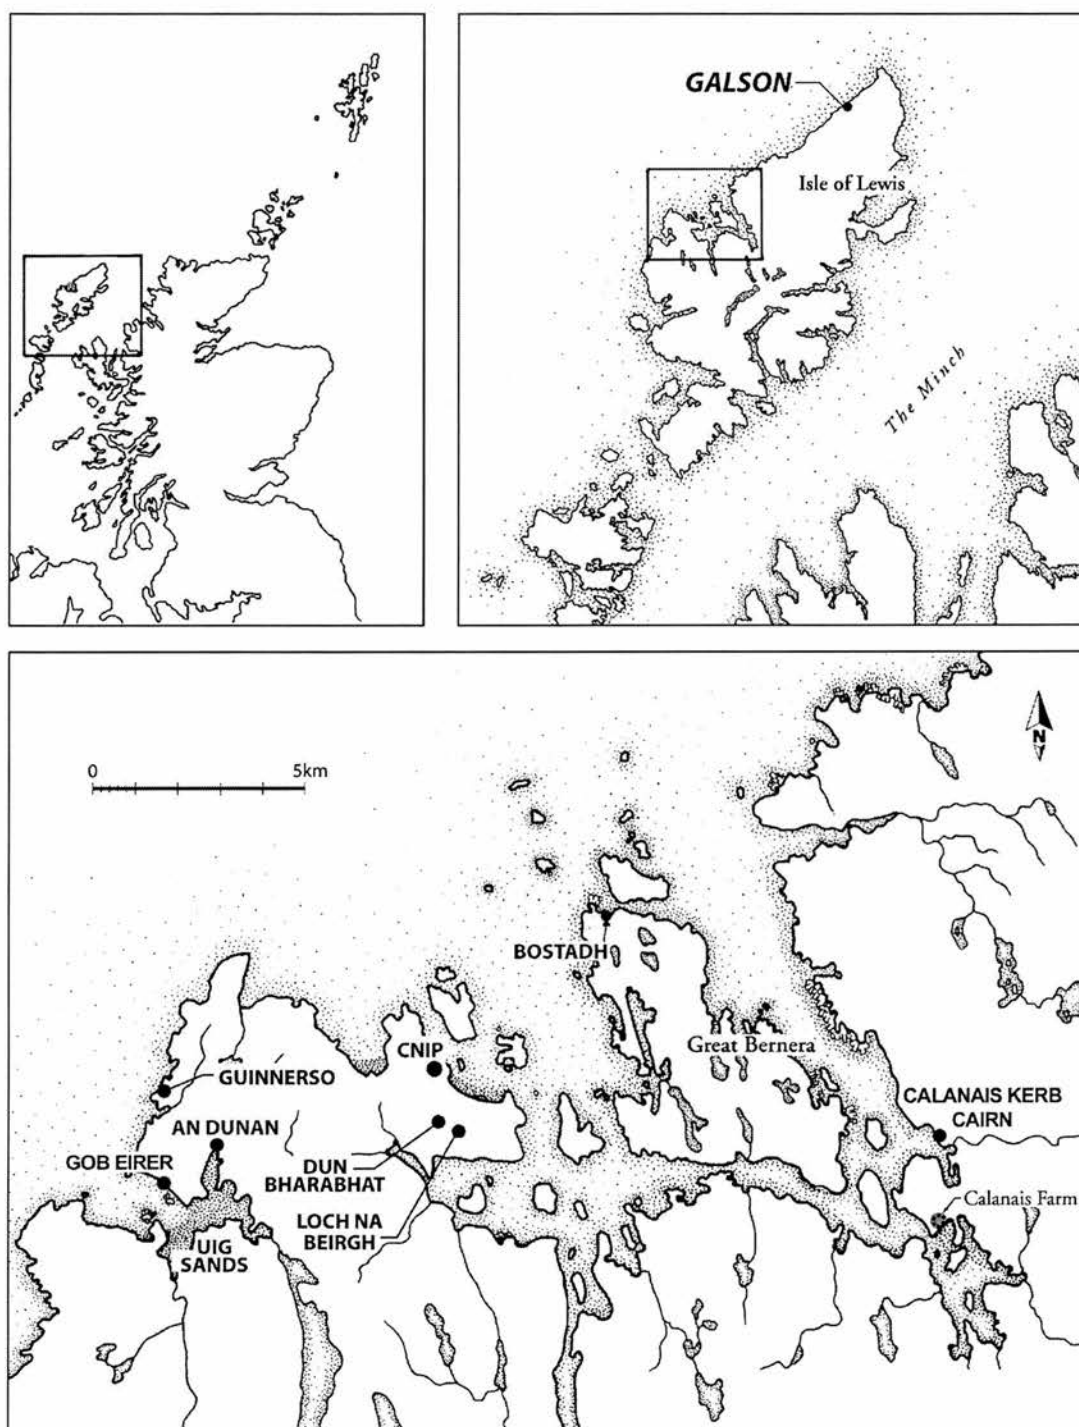 GALSON
Isle of Lewis
The Minch
N
0 5km
BOSTADH
Great Bernera
CNIP
GUINNERSO
CALANAIS KERB
CAIRN
AN DUNAN
GOB EIRER
DUN
BHARABHAT
Calanais Farm
LOCH NA
BEIRGH
UIG
SANDS